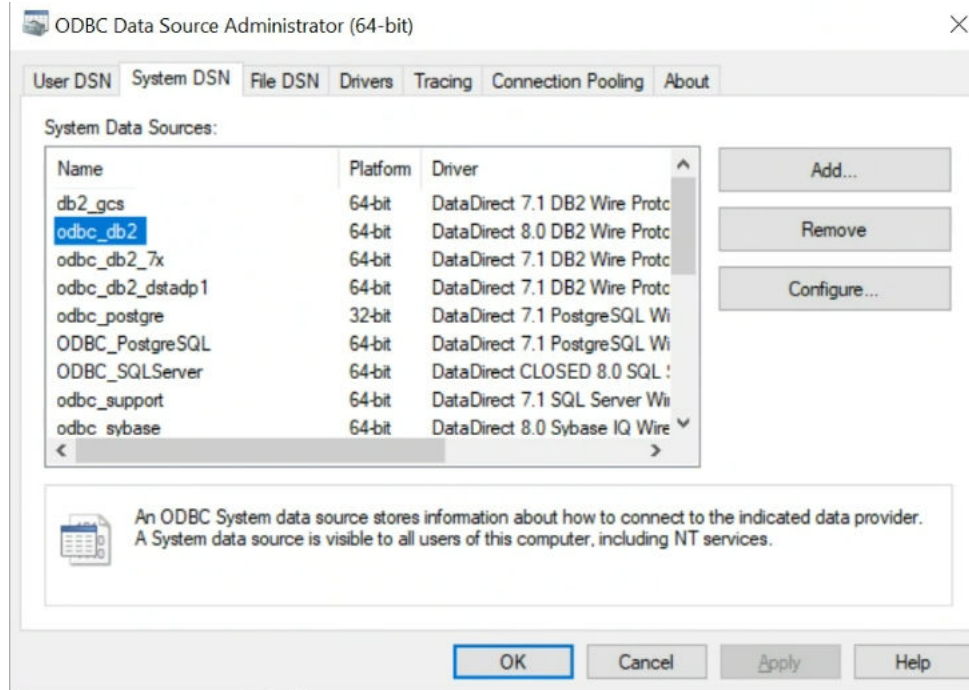 ODBC Data Source Administrator (64-bit)
User DSN System DSN File DSN Drivers Tracing Connection Pooling About
System Data Sources:
Name Platform Driver
db2_gcs 64-bit DataDirect 7.1 DB2 Wire Protc
odbc_db2 64-bit DataDirect 8.0 DB2 Wire Protc
odbc_db2_7x 64-bit DataDirect 7.1 DB2 Wire Protc
odbc_db2_dstadp1 64-bit DataDirect 7.1 DB2 Wire Protc
odbc_postgre 32-bit DataDirect 7.1 PostgreSQL Wi
ODBC_PostgreSQL 64-bit DataDirect 7.1 PostgreSQL Wi
ODBC_SQLServer 64-bit DataDirect CLOSED 8.0 SQL
odbc_support 64-bit DataDirect 7.1 SQL Server Wi
odbc_sybase 64-bit DataDirect 8.0 Sybase IQ Wire
Add...
Remove
Configure...
An ODBC System data source stores information about how to connect to the indicated data provider.
A System data source is visible to all users of this computer, including NT services.
OK Cancel Apply Help